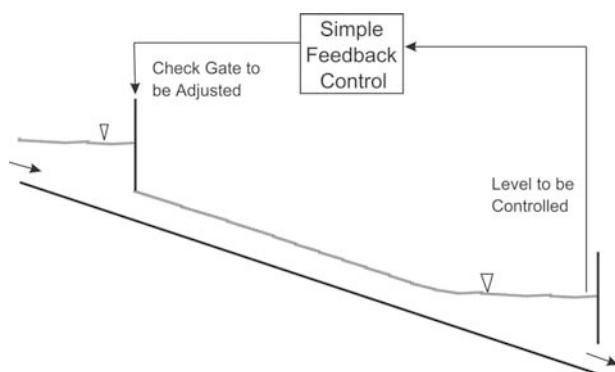 Simple
Feedback
Control
Check Gate to
be Adjusted
Level to be
Controlled